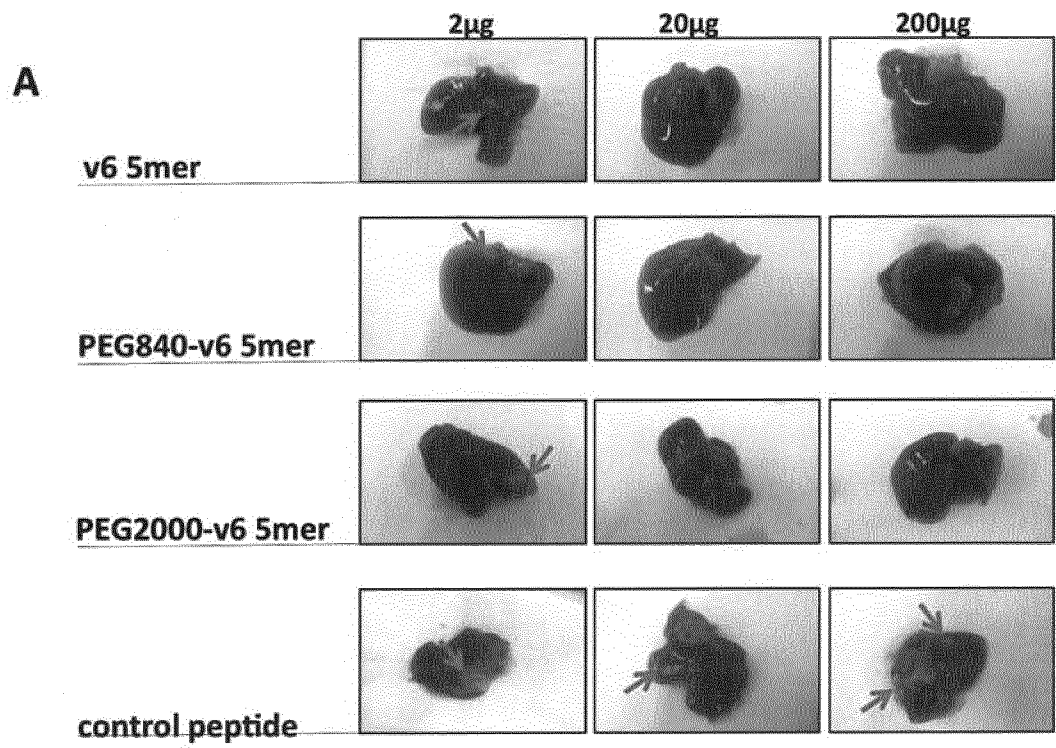 2µg 20µg 200µg
A
v6 5mer
PEG840-v6 5mer
PEG2000-v6 5mer
control peptide